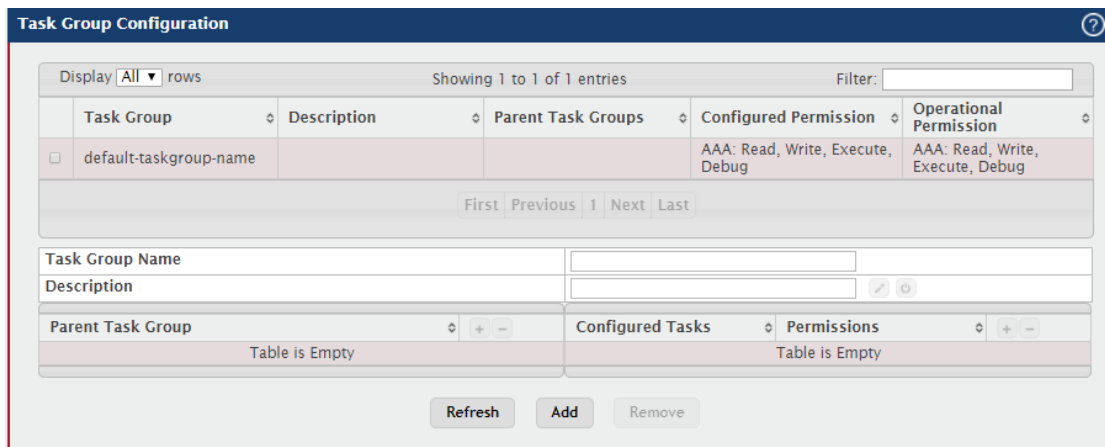 Task Group Configuration
Display All rows Showing 1 to 1 of 1 entries Filter:
Task Group Description Parent Task Groups Configured Permission Operational Permission
default-taskgroup-name AAA: Read, Write, Execute, Debug AAA: Read, Write, Execute, Debug
First Previous 1 Next Last
Task Group Name
Description
Parent Task Group + − Configured Tasks Permissions + −
Table is Empty Table is Empty
Refresh Add Remove